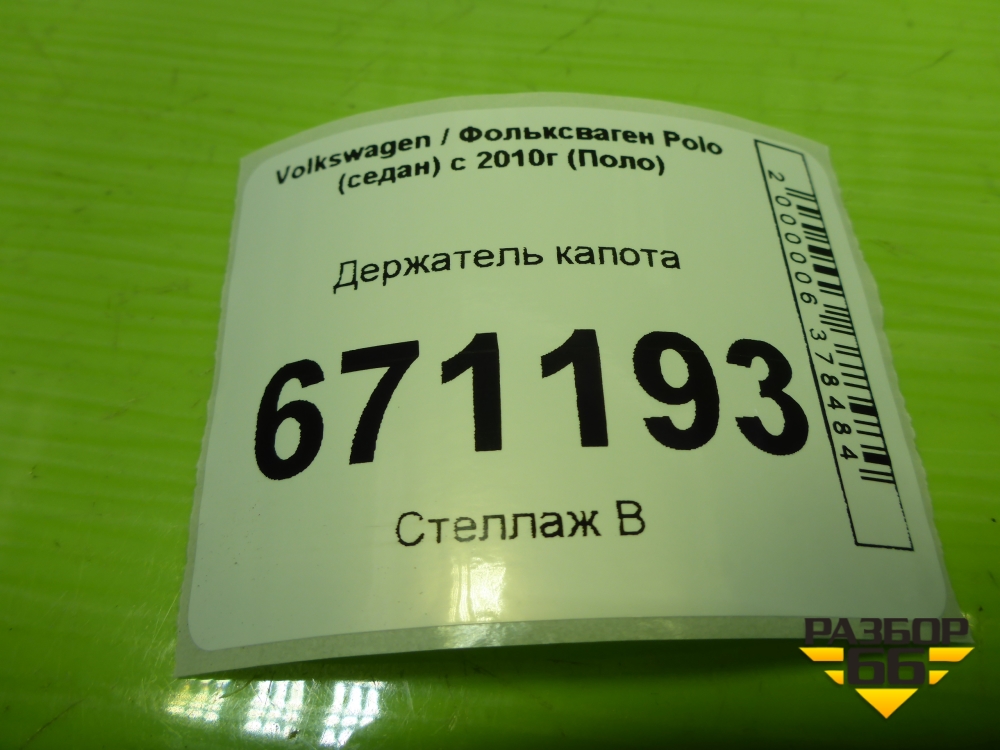 Volkswagen / Фольксваген Polo
(седан) с 2010г (Поло)
Держатель капота
671193
Стеллаж В
2000006378484
РАЗБОР
66